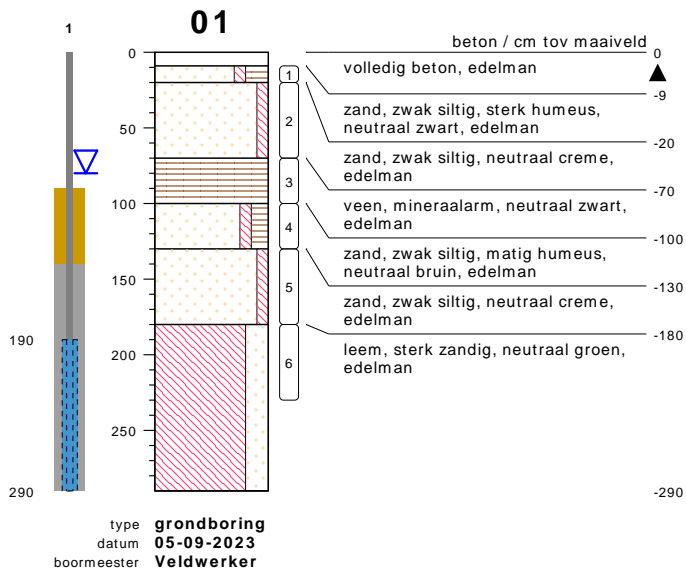 01
1
beton / cm tov maaiveld
0
0
volledig beton, edelman
-9
1
zand, zwak siltig, sterk humeus,
neutraal zwart, edelman
-20
2
50
zand, zwak siltig, neutraal creme,
edelman
-70
3
veen, mineraalarm, neutraal zwart,
edelman
-100
100
4
zand, zwak siltig, matig humeus,
neutraal bruin, edelman
-130
150
5
zand, zwak siltig, neutraal creme,
edelman
-180
190
200
6
leem, sterk zandig, neutraal groen,
edelman
250
290
-290
type grondboring
datum 05-09-2023
boormeester Veldwerker